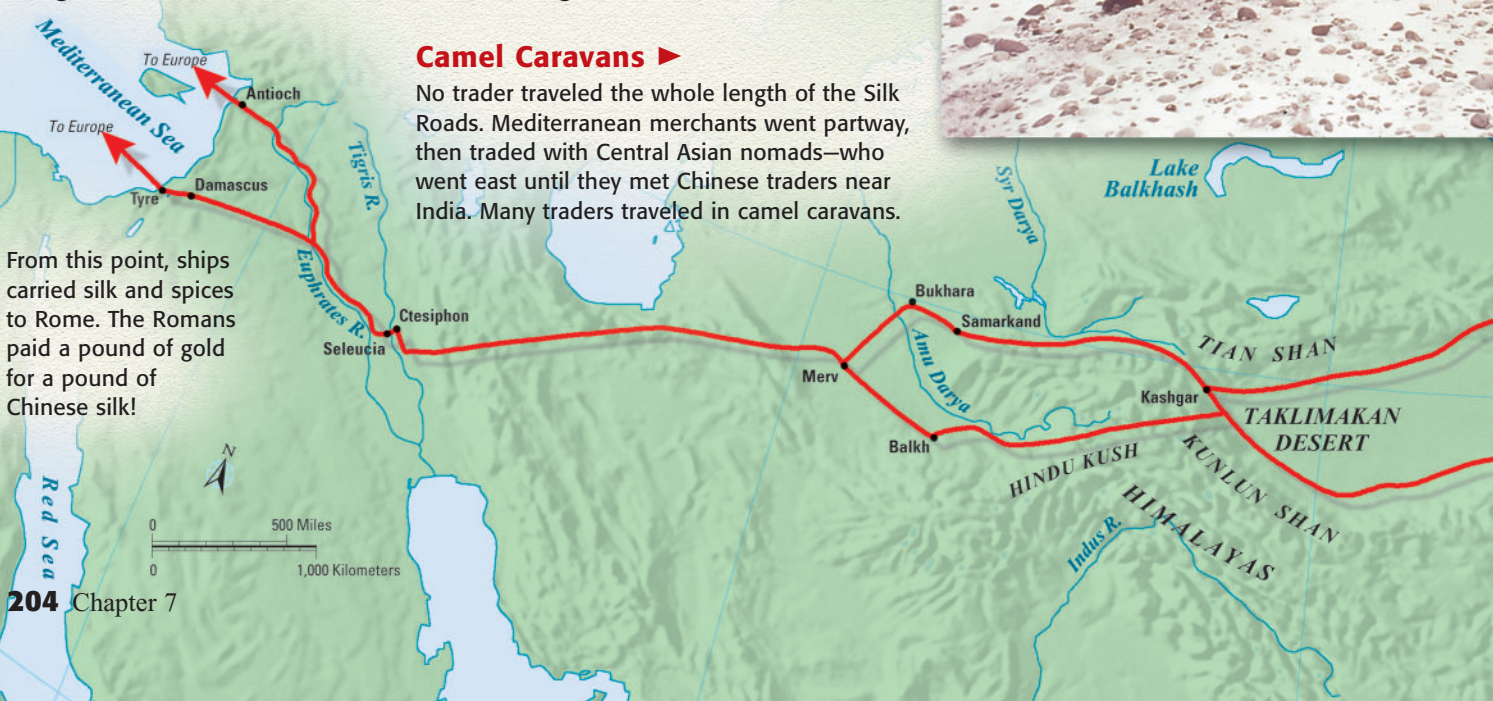 Camel Caravans ►
No trader traveled the whole length of the Silk
Roads. Mediterranean merchants went partway,
then traded with Central Asian nomads—who
went east until they met Chinese traders near
India. Many traders traveled in camel caravans.
From this point, ships
carried silk and spices
to Rome. The Romans
paid a pound of gold
for a pound of
Chinese silk!
Mediterranean Sea
To Europe
Antioch
To Europe
Tyre
Damascus
Tigris R.
Euphrates R.
Seleucia
Ctesiphon
Merv
Bukhara
Samarkand
Amu Darya
Syr Darya
Lake
Balkhash
Balkh
Kashgar
TIAN SHAN
TAKLIMAKAN
DESERT
HINDU KUSH
KUNLUN SHAN
HIMALAYAS
Indus R.
Red Sea
N
0 500 Miles
0 1,000 Kilometers
204 Chapter 7